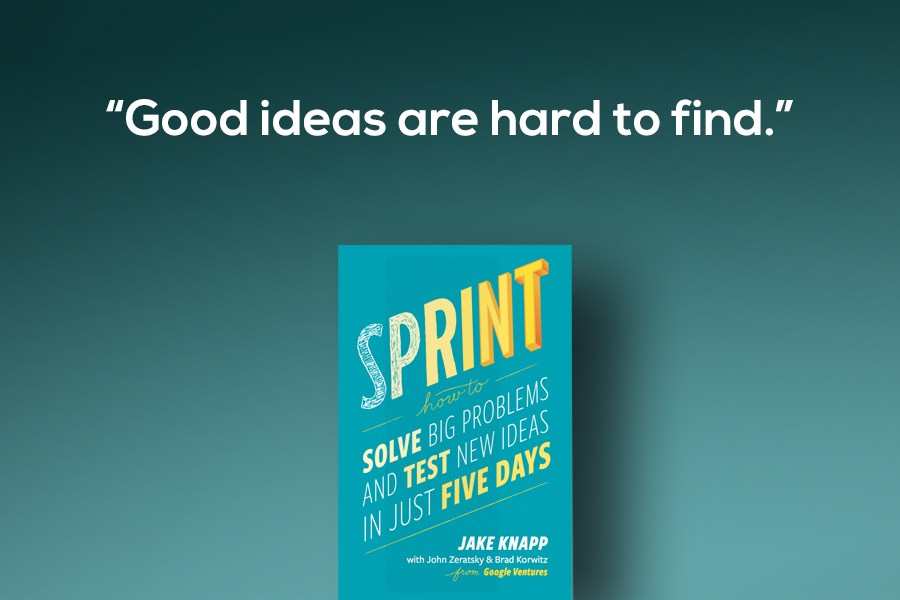 “Good ideas are hard to find.”
SPRINT
how to
SOLVE BIG PROBLEMS
AND TEST NEW IDEAS
IN JUST FIVE DAYS
JAKE KNAPP
with John Zeratsky & Brad Korwitz
from Google Ventures